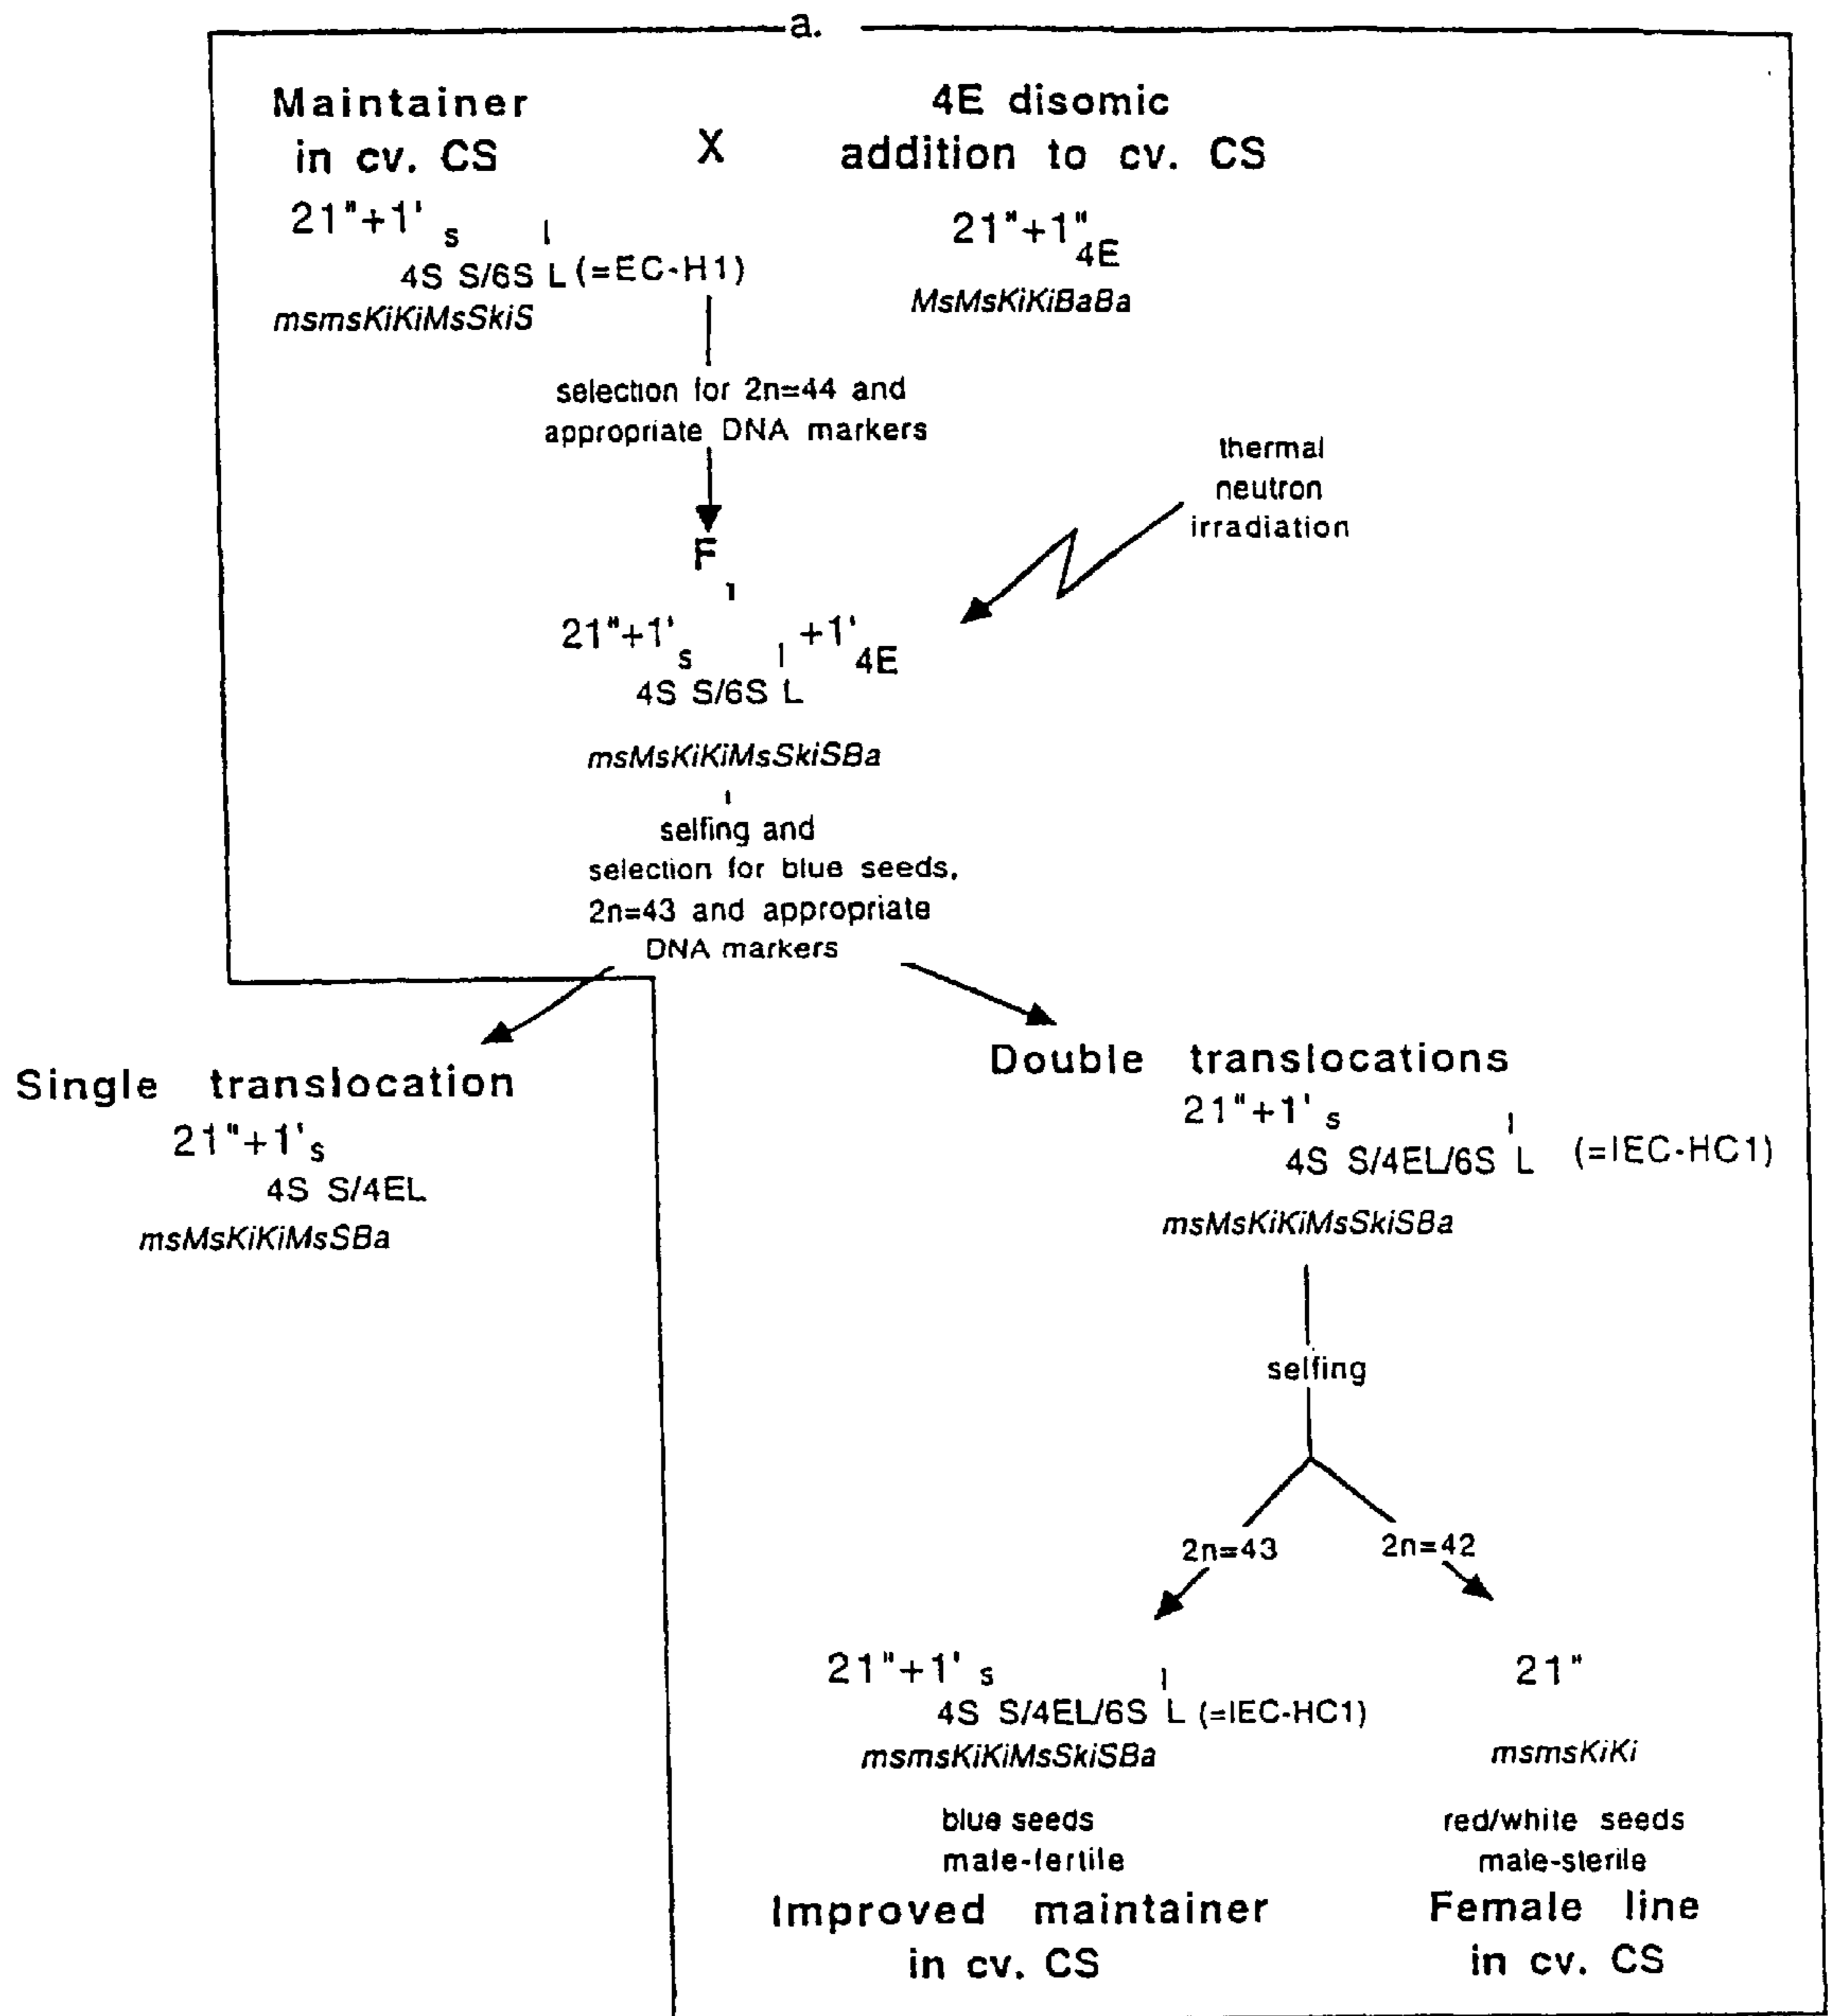 a.
Maintainer
in cv. CS
X
4E disomic
addition to cv. CS
21"+1' s l
4S S/6S L (=EC-H1)
msmsKiKiMsSkiS
21"+1"4E
MsMsKiKiBaBa
selection for 2n=44 and
appropriate DNA markers
thermal
neutron
irradiation
F1
21"+1' s l +1'4E
4S S/6S L
msMsKiKiMsSkiSBa
selfing and
selection for blue seeds,
2n=43 and appropriate
DNA markers
Single translocation
21"+1's
4S S/4EL
msMsKiKiMsSBa
Double translocations
21"+1' s l
4S S/4EL/6S L (=IEC-HC1)
msMsKiKiMsSkiSBa
selfing
2n=43
2n=42
21"+1' s l
4S S/4EL/6S L (=IEC-HC1)
msmsKiKiMsSkiSBa
blue seeds
male-fertile
Improved maintainer
in cv. CS
21"
msmsKiKi
red/white seeds
male-sterile
Female line
in cv. CS